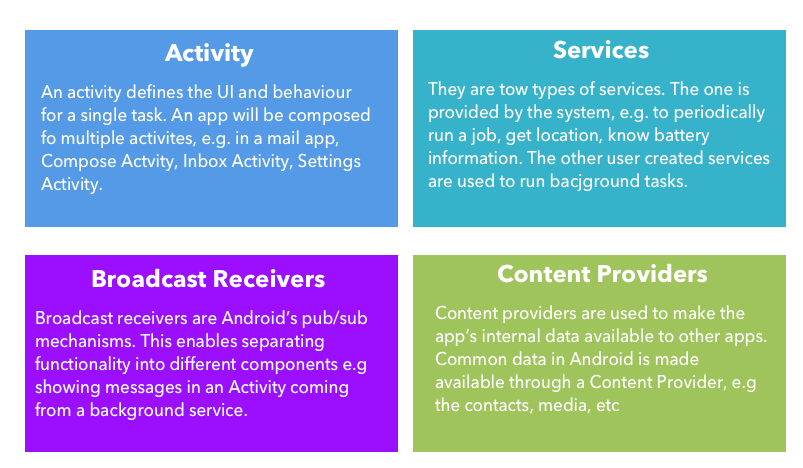 Activity
An activity defines the UI and behaviour
for a single task. An app will be composed
fo multiple activites, e.g. in a mail app,
Compose Actvity, Inbox Activity, Settings
Activity.
Services
They are tow types of services. The one is
provided by the system, e.g. to periodically
run a job, get location, know battery
information. The other user created services
are used to run bacjground tasks.
Broadcast Receivers
Broadcast receivers are Android’s pub/sub
mechanisms. This enables separating
functionality into different components e.g
showing messages in an Activity coming
from a background service.
Content Providers
Content providers are used to make the
app’s internal data available to other apps.
Common data in Android is made
available through a Content Provider, e.g
the contacts, media, etc